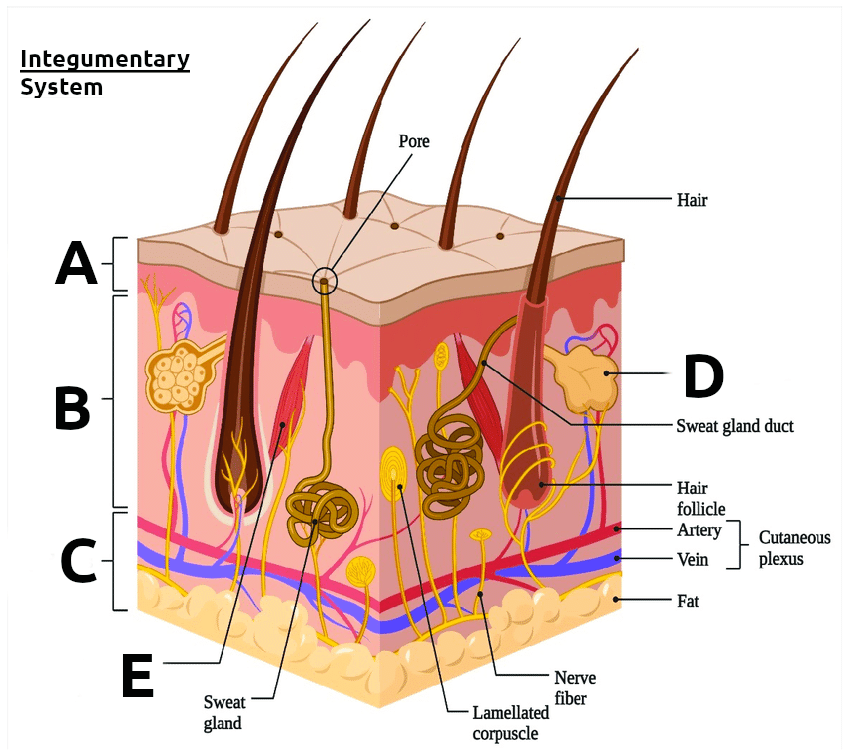 Integumentary
System
Pore
Hair
A
B
D
Sweat gland duct
Hair
follicle
Artery
Cutaneous
plexus
Vein
C
Fat
E
Nerve
fiber
Sweat
gland
Lamellated
corpuscle